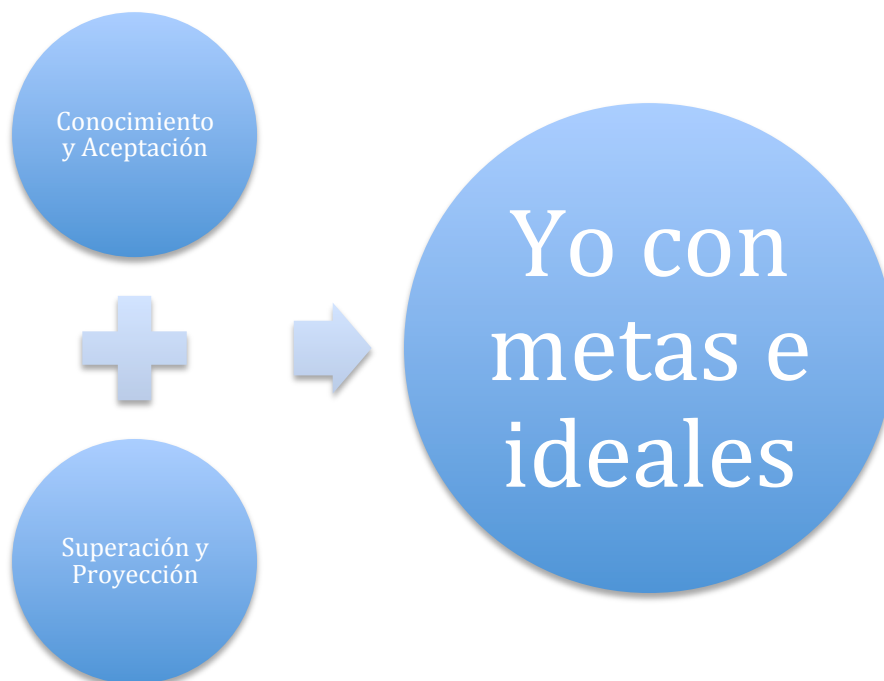 Conocimiento
y Aceptación
Superación y
Proyección
Yo con
metas e
ideales